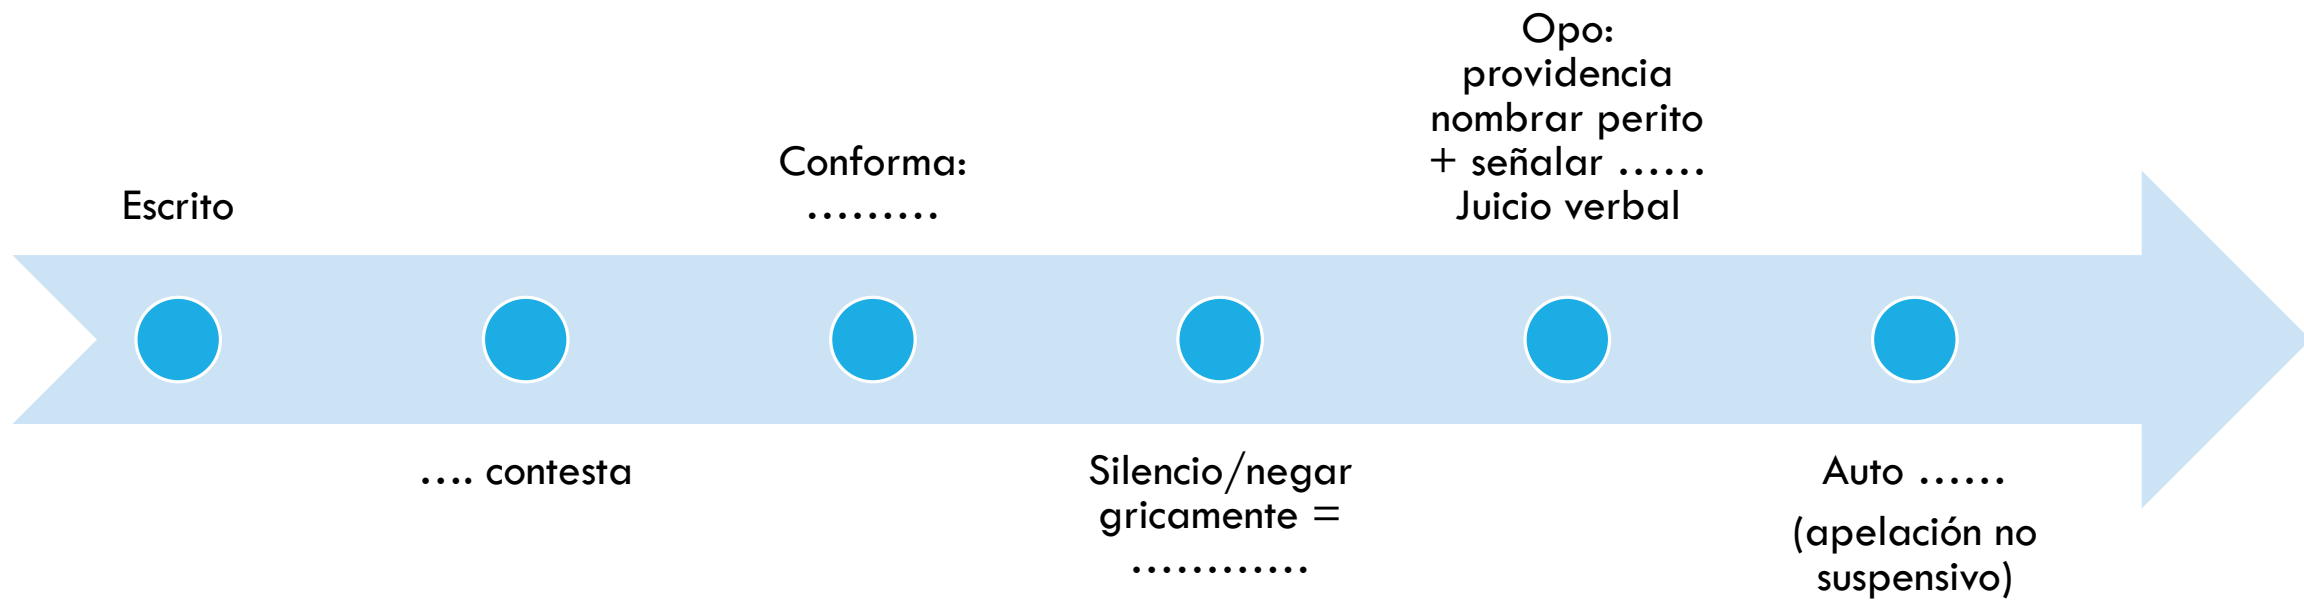 Escrito
.... contesta
Conforma:
.........
Silencio/negar
gricamente =
............
Opo:
providencia
nombrar perito
+ señalar ......
Juicio verbal
Auto ......
(apelación no
suspensivo)